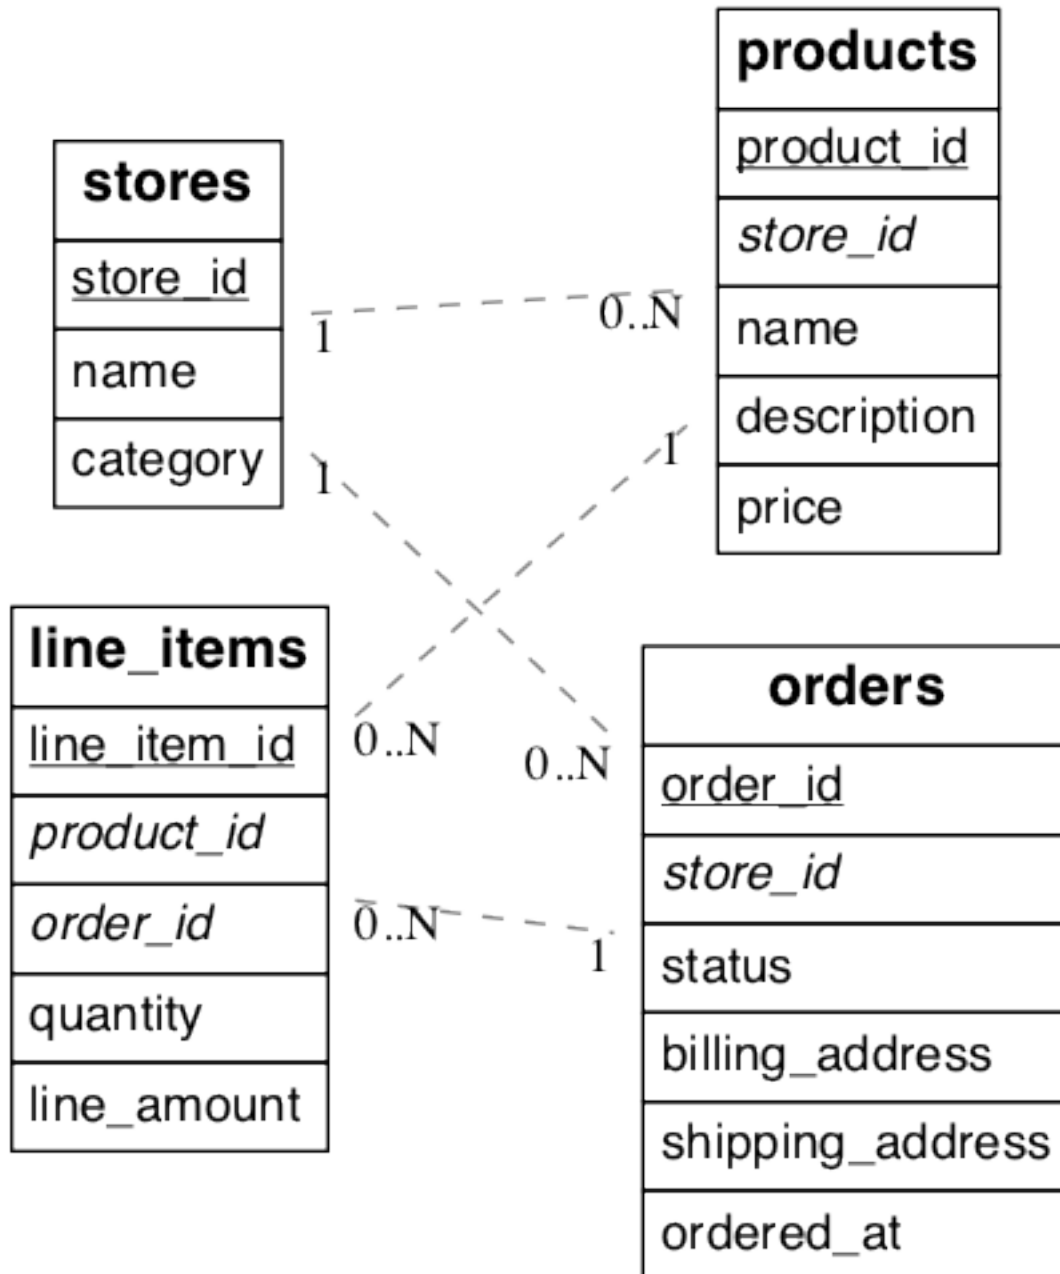 products
product_id
store_id
name
description
price
stores
store_id
name
category
1
0..N
1
0..N
1
0..N
0..N
1
line_items
line_item_id
product_id
order_id
quantity
line_amount
orders
order_id
store_id
status
billing_address
shipping_address
ordered_at